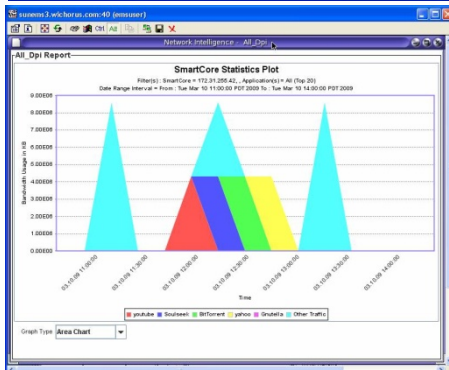 sunems3.wichorus.com:40 (emsuser)
Ctrl Alt
Network Intelligence - All_Dpi
All_Dpi Report
SmartCore Statistics Plot
Filter(s) : SmartCore = 172.31.255.42, , Application(s) = All (Top 20)
Date Range Interval = From : Tue Mar 10 11:00:00 PDT 2009 To : Tue Mar 10 14:00:00 PDT 2009
Bandwidth Usage in KB
9.00E08
8.00E08
7.00E08
6.00E08
5.00E08
4.00E08
3.00E08
2.00E08
1.00E08
0.00E00
03.10.09 11:00:00
03.10.09 11:30:00
03.10.09 12:00:00
03.10.09 12:30:00
03.10.09 13:00:00
03.10.09 13:30:00
03.10.09 14:00:00
Time
youtube Soulseek BitTorrent yahoo Gnutella Other Traffic
Graph Type Area Chart